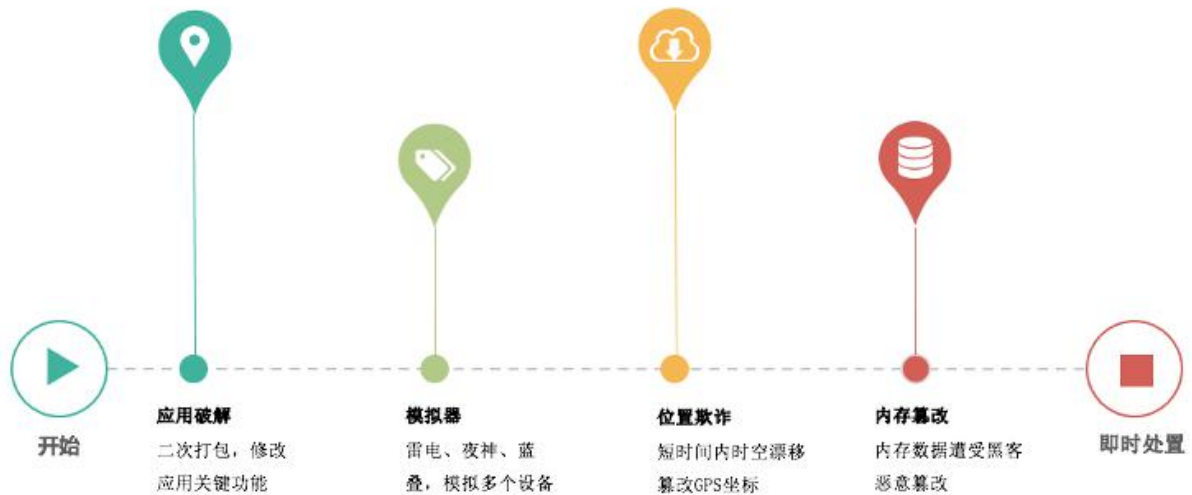 开始
应用破解
二次打包，修改
应用关键功能
模拟器
雷电、夜神、蓝
叠，模拟多个设备
位置欺诈
短时间内时空漂移
篡改GPS坐标
内存篡改
内存数据遭受黑客
恶意篡改
即时处置